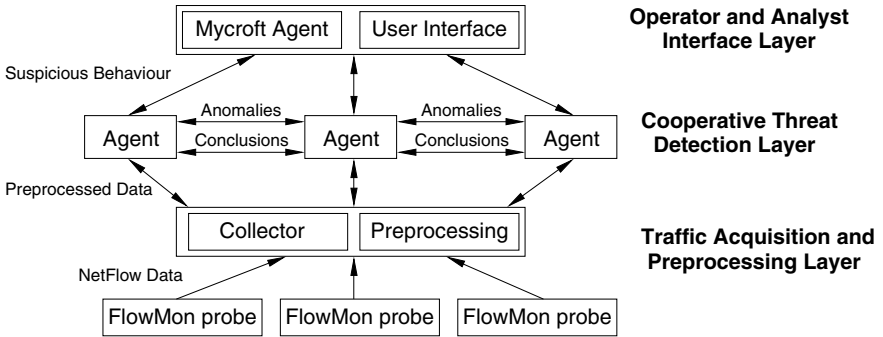 Mycroft Agent
User Interface
Operator and Analyst
Interface Layer
Suspicious Behaviour
Anomalies
Anomalies
Agent
Agent
Agent
Conclusions
Conclusions
Cooperative Threat
Detection Layer
Preprocessed Data
Collector
Preprocessing
Traffic Acquisition and
Preprocessing Layer
NetFlow Data
FlowMon probe
FlowMon probe
FlowMon probe